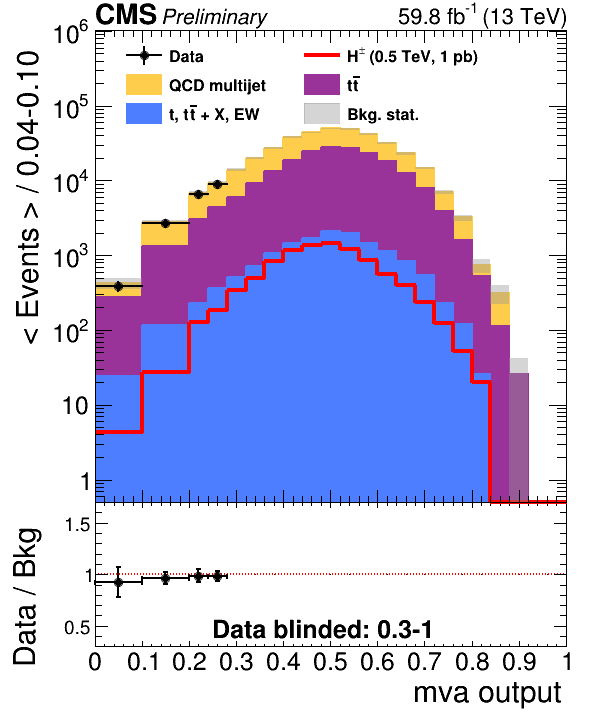 CMS Preliminary 59.8 fb⁻¹ (13 TeV)
Data
H± (0.5 TeV, 1 pb)
QCD multijet
tt̄
t, tt̄ + X, EW
Bkg. stat.
< Events > / 0.04-0.10
10⁶
10⁵
10⁴
10³
10²
10
1
Data / Bkg
1.5
1
0.5
Data blinded: 0.3-1
0 0.1 0.2 0.3 0.4 0.5 0.6 0.7 0.8 0.9 1
mva output